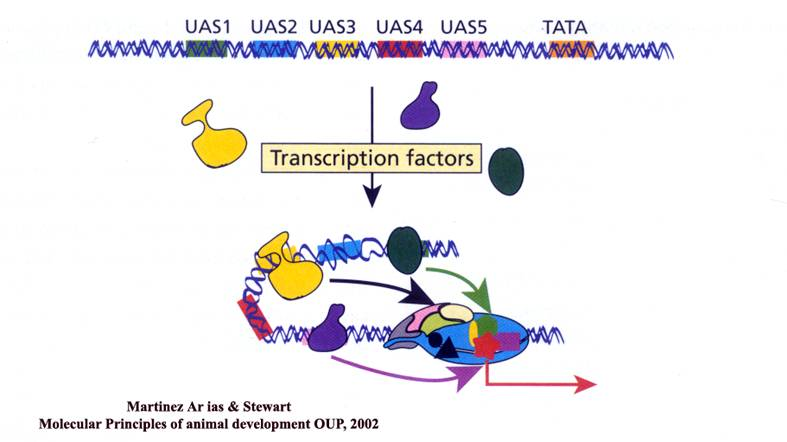 UAS1 UAS2 UAS3 UAS4 UAS5 TATA
Transcription factors
Martinez Ar ias & Stewart
Molecular Principles of animal development OUP, 2002